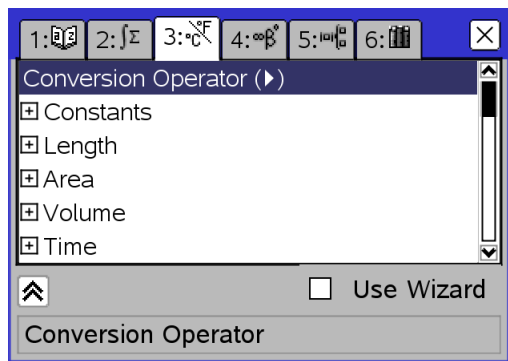 1: 2: ∫Σ 3: °C °F 4: ∞β° 5: 6:
Conversion Operator (▶)
Constants
Length
Area
Volume
Time
Use Wizard
Conversion Operator